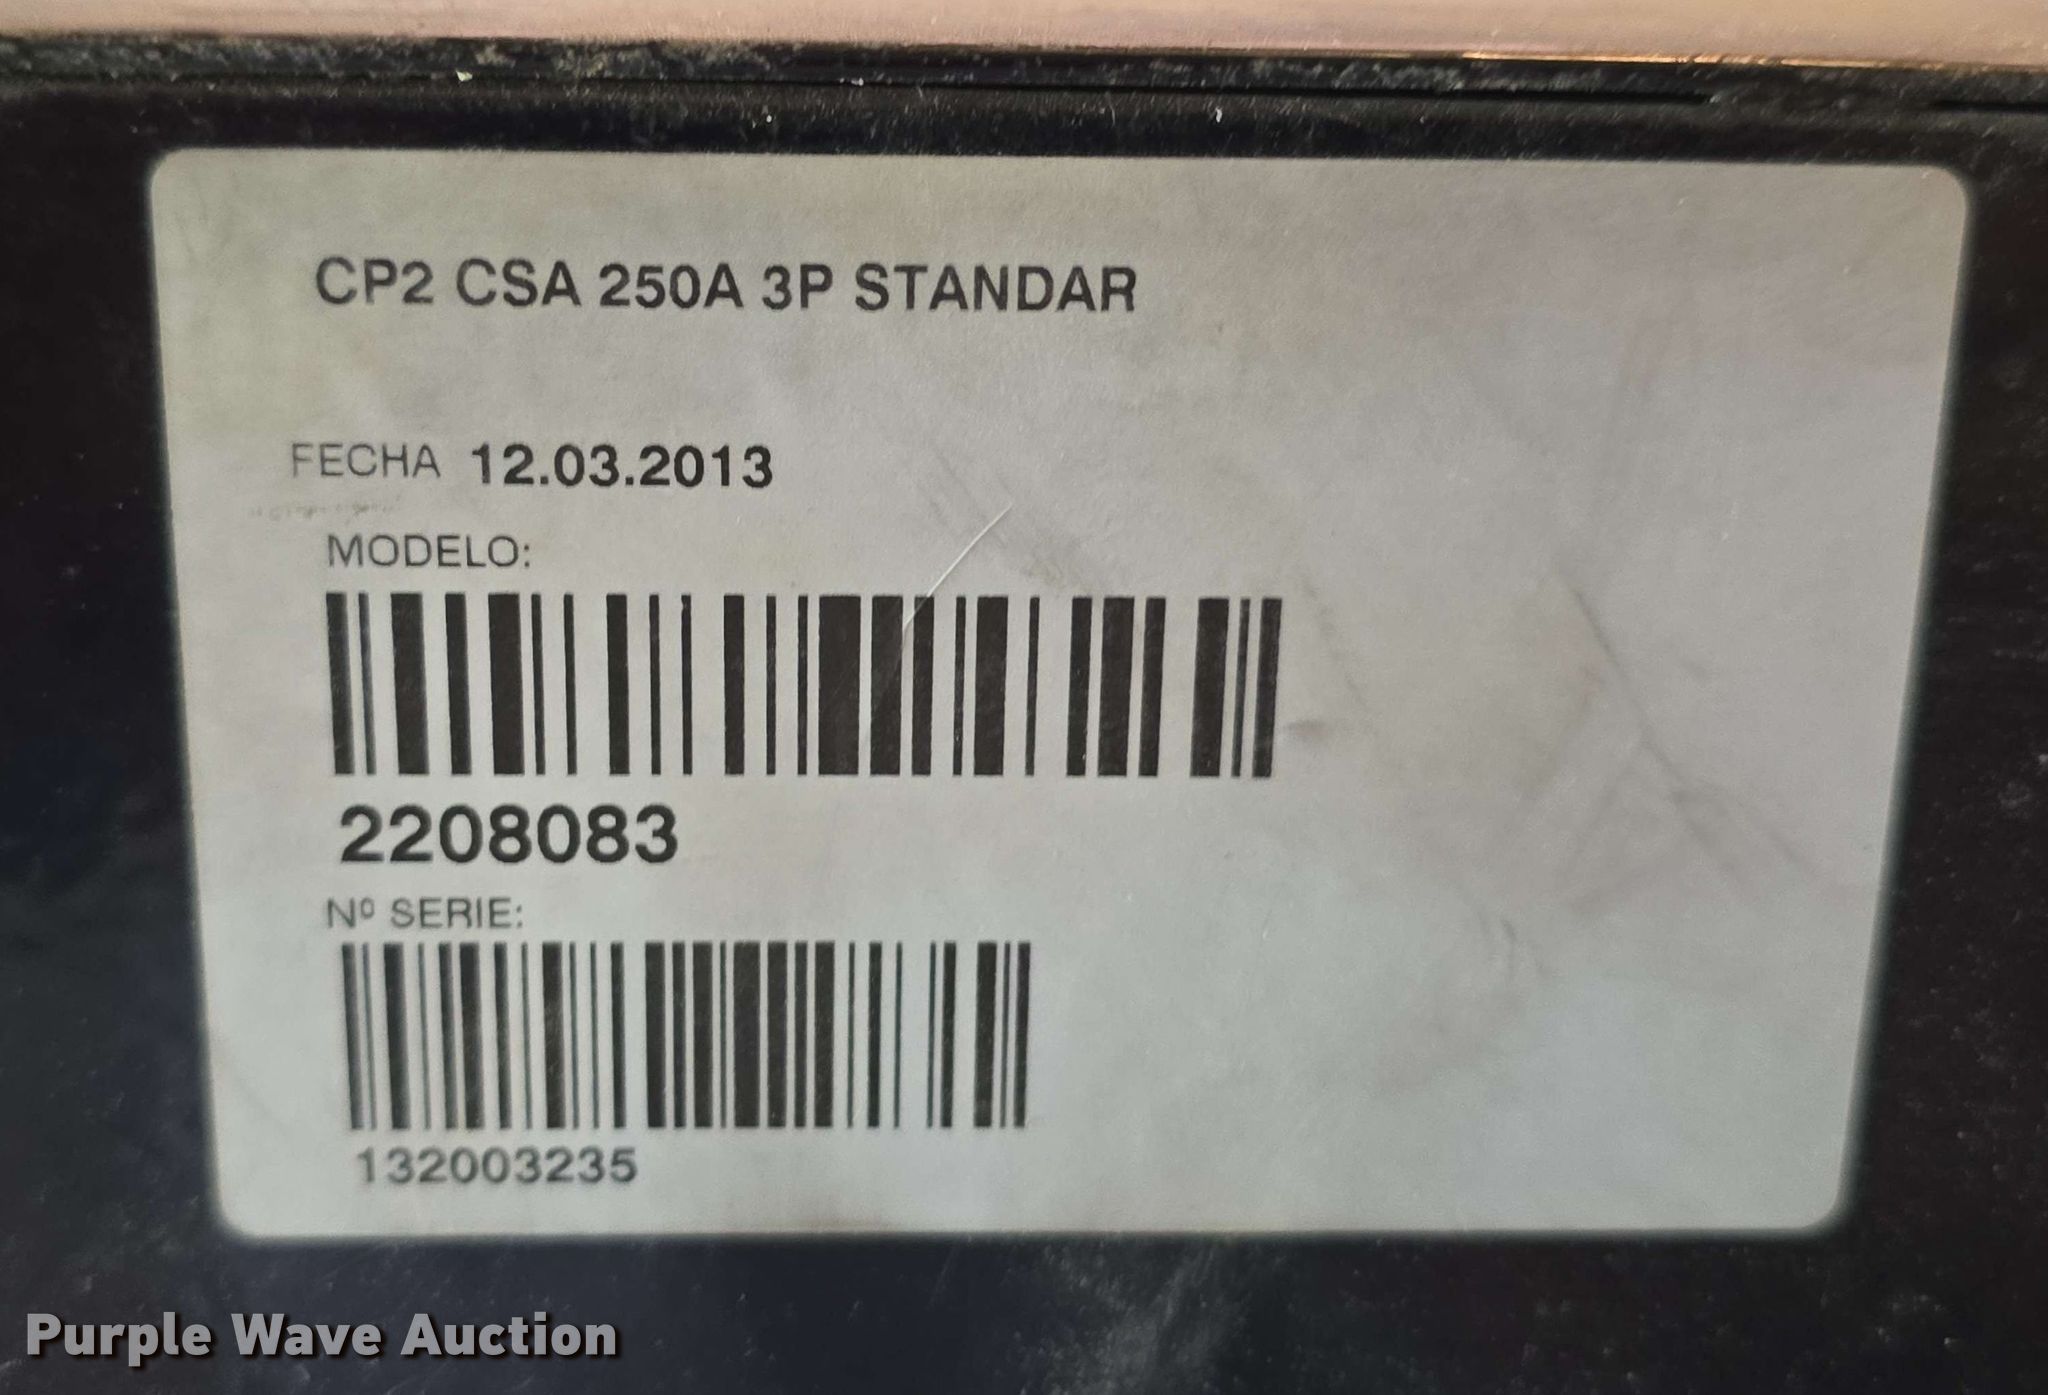 CP2 CSA 250A 3P STANDAR
FECHA 12.03.2013
MODELO:
2208083
Nº SERIE:
132003235
Purple Wave Auction